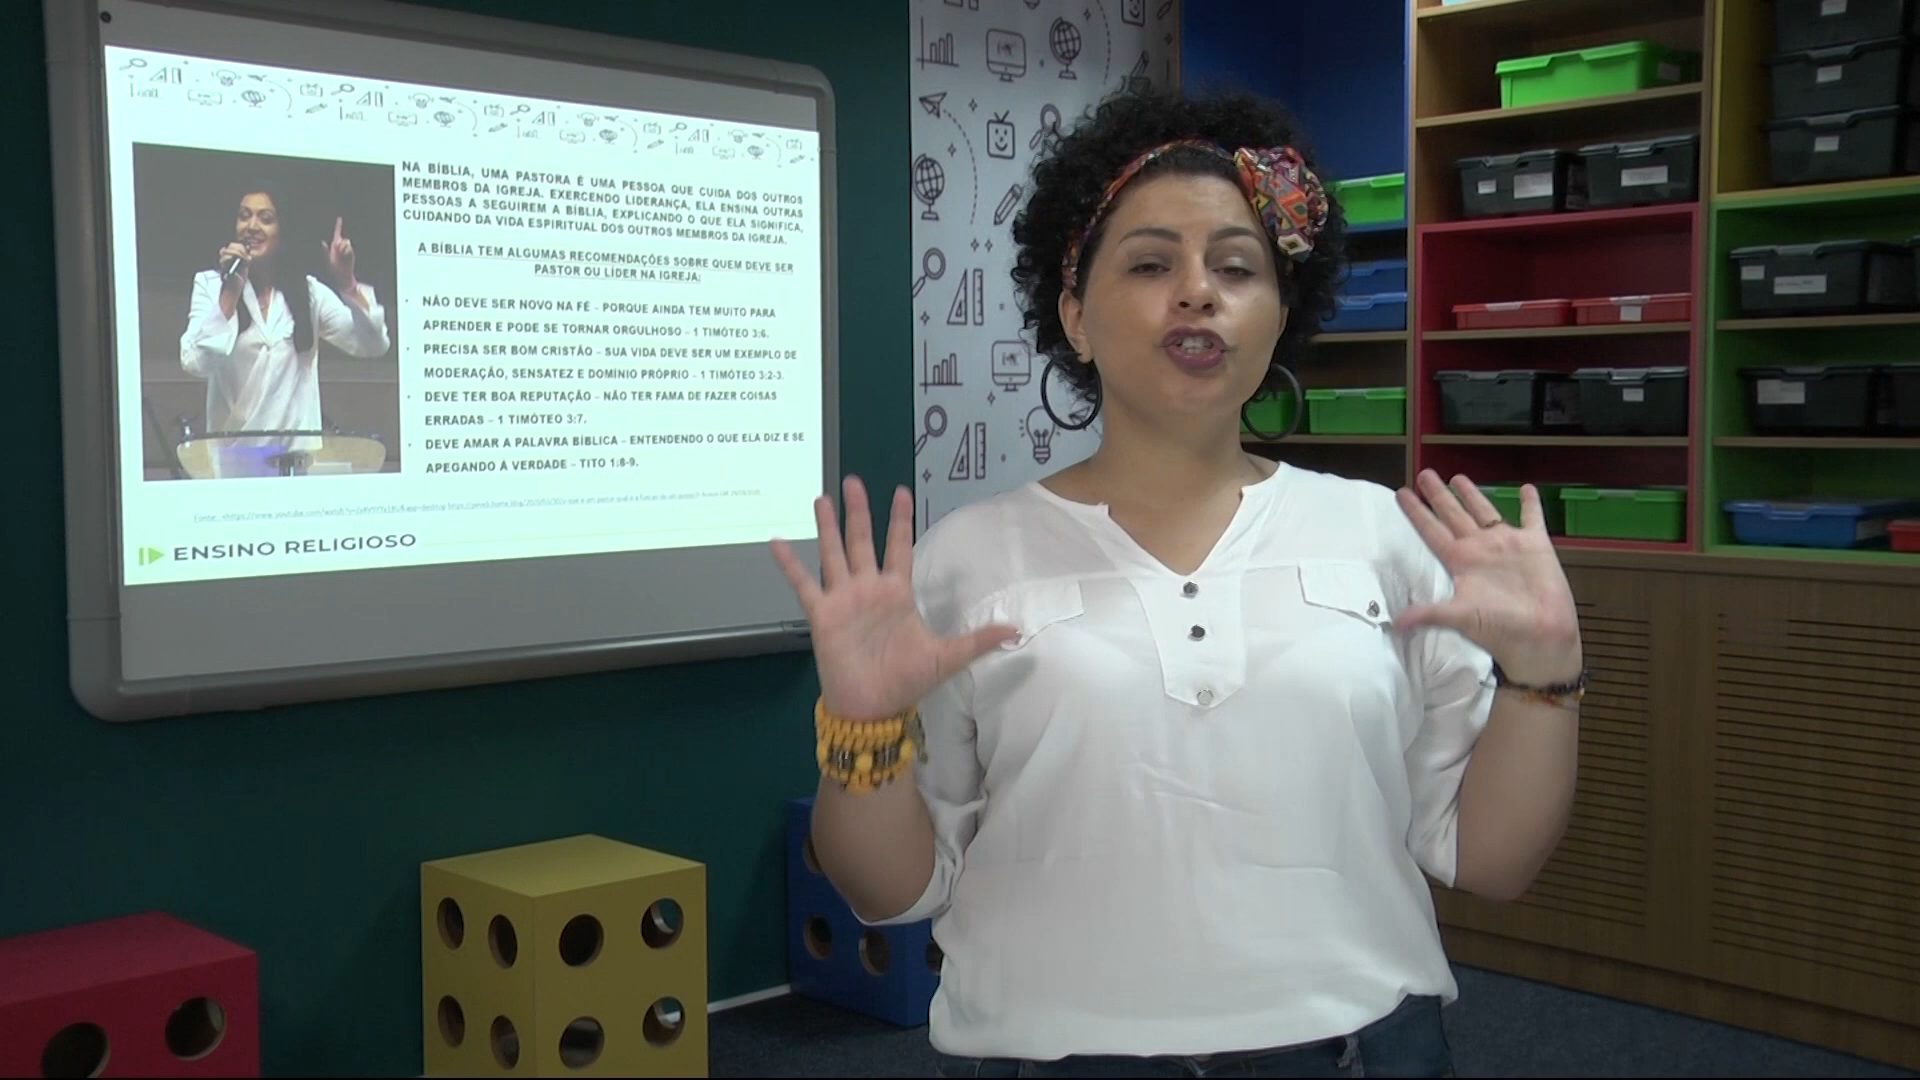 NA BÍBLIA, UMA PASTORA É UMA PESSOA QUE CUIDA DOS OUTROS
MEMBROS DA IGREJA. EXERCENDO LIDERANÇA, ELA ENSINA OUTRAS
PESSOAS A SEGUIREM A BÍBLIA, EXPLICANDO O QUE ELA SIGNIFICA,
CUIDANDO DA VIDA ESPIRITUAL DOS OUTROS MEMBROS DA IGREJA.
A BÍBLIA TEM ALGUMAS RECOMENDAÇÕES SOBRE QUEM DEVE SER
PASTOR OU LÍDER NA IGREJA:
• NÃO DEVE SER NOVO NA FÉ – PORQUE AINDA TEM MUITO PARA
APRENDER E PODE SE TORNAR ORGULHOSO – 1 TIMÓTEO 3:6.
• PRECISA SER BOM CRISTÃO – SUA VIDA DEVE SER UM EXEMPLO DE
MODERAÇÃO, SENSATEZ E DOMÍNIO PRÓPRIO – 1 TIMÓTEO 3:2-3.
• DEVE TER BOA REPUTAÇÃO – NÃO TER FAMA DE FAZER COISAS
ERRADAS – 1 TIMÓTEO 3:7.
• DEVE AMAR A PALAVRA BÍBLICA – ENTENDENDO O QUE ELA DIZ E SE
APEGANDO À VERDADE – TITO 1:8-9.
Fonte:
ENSINO RELIGIOSO